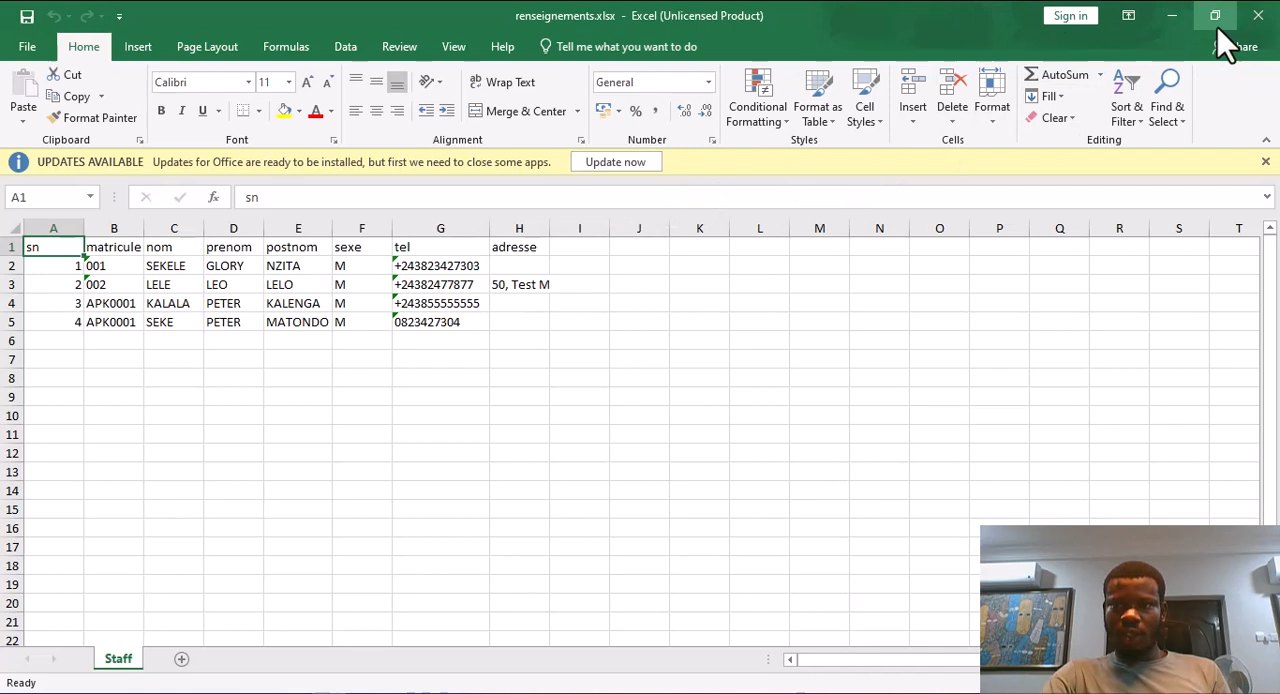 renseignements.xlsx - Excel (Unlicensed Product) Sign in
File Home Insert Page Layout Formulas Data Review View Help Tell me what you want to do
Paste Cut Copy Format Painter Clipboard
Calibri 11 B I U Font
Wrap Text Merge & Center Alignment
General % , Number
Conditional Formatting Format as Table Cell Styles Styles
Insert Delete Format Cells
AutoSum Fill Clear Sort & Filter Find & Select Editing
UPDATES AVAILABLE Updates for Office are ready to be installed, but first we need to close some apps. Update now
A1 fx sn
A B C D E F G H I J K L M N O P Q R S T
1 sn matricule nom prenom postnom sexe tel adresse
2 1 001 SEKELE GLORY NZITA M +243823427303
3 2 002 LELE LEO LELO M +24382477877 50, Test M
4 3 APK0001 KALALA PETER KALENGA M +243855555555
5 4 APK0001 SEKE PETER MATONDO M 0823427304
6
7
8
9
10
11
12
13
14
15
16
17
18
19
20
21
22
Staff
Ready